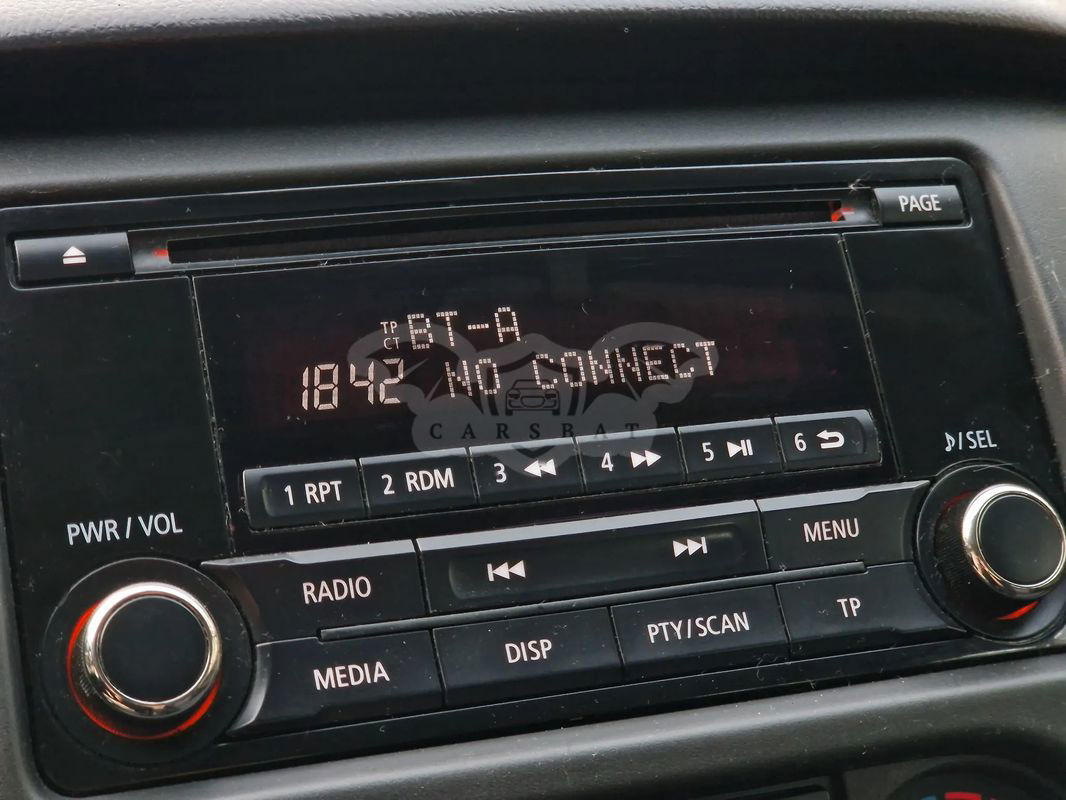 PAGE
TP BT-A
CT
1842 NO CONNECT
CARSBAT
1 RPT 2 RDM 3 4 5 6
♪/SEL
PWR / VOL
RADIO MENU
MEDIA DISP PTY/SCAN TP